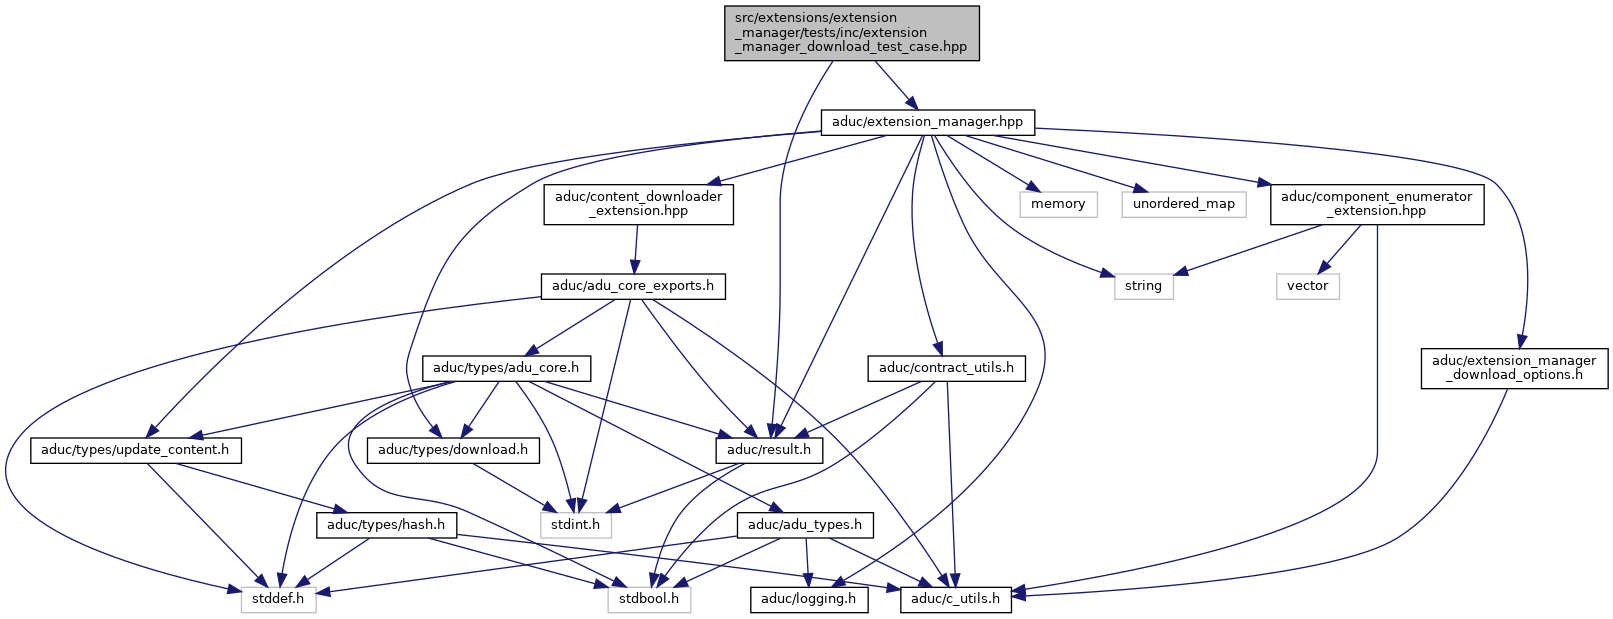 src/extensions/extension
_manager/tests/inc/extension
_manager_download_test_case.hpp
aduc/extension_manager.hpp
aduc/content_downloader
_extension.hpp
memory
unordered_map
aduc/component_enumerator
_extension.hpp
aduc/adu_core_exports.h
string
vector
aduc/types/adu_core.h
aduc/contract_utils.h
aduc/extension_manager
_download_options.h
aduc/types/update_content.h
aduc/types/download.h
aduc/result.h
aduc/types/hash.h
stdint.h
aduc/adu_types.h
stddef.h
stdbool.h
aduc/logging.h
aduc/c_utils.h